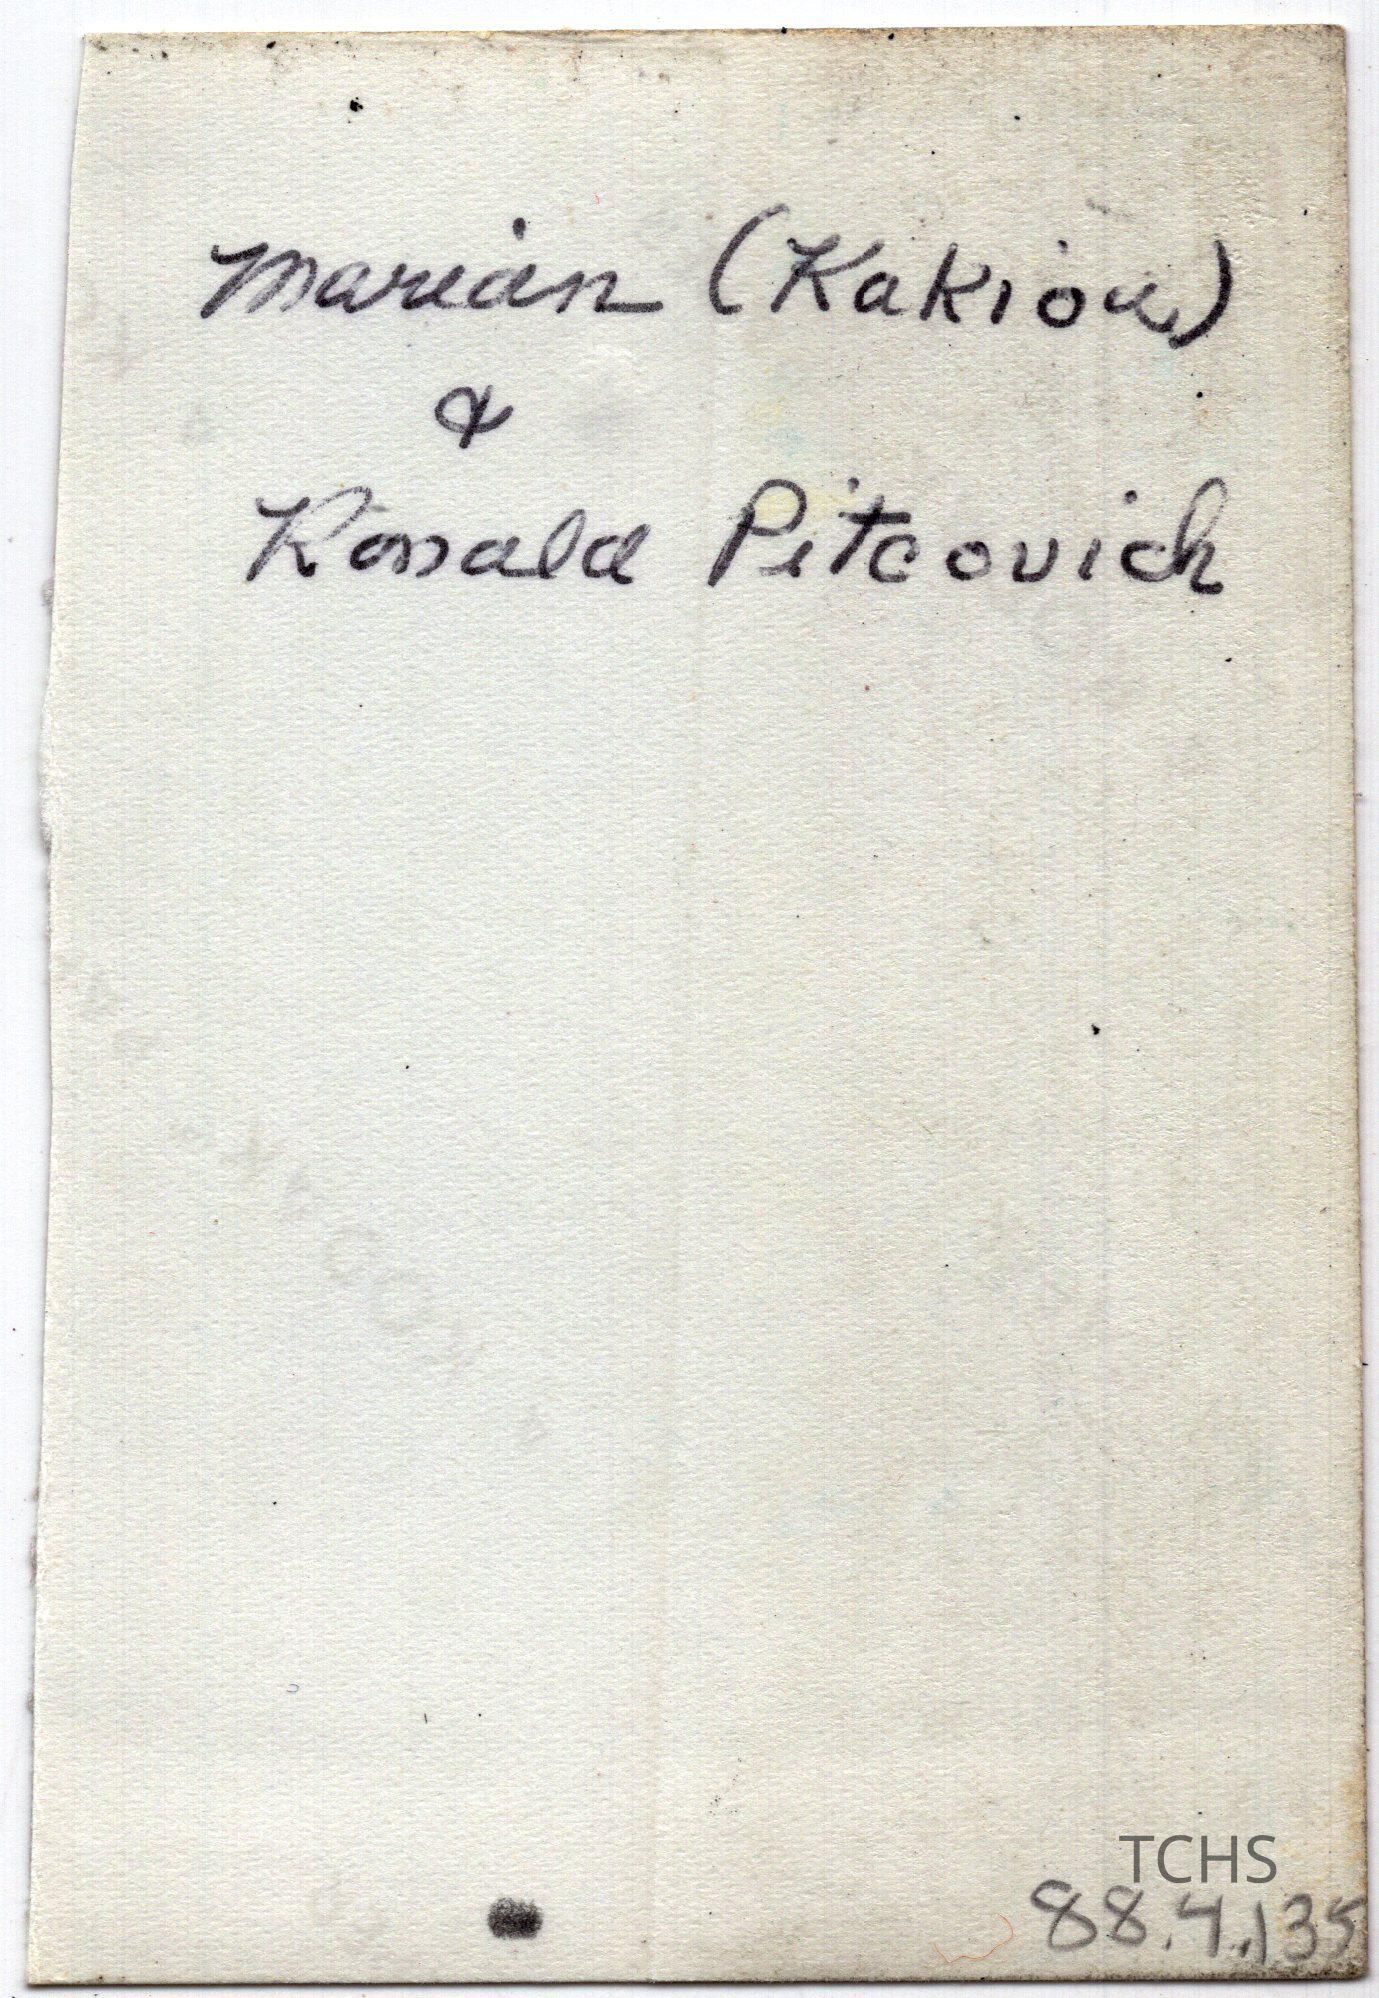 Marian (Kakiou)
&
Ronald Pitcovich
TCHS
88.4.135